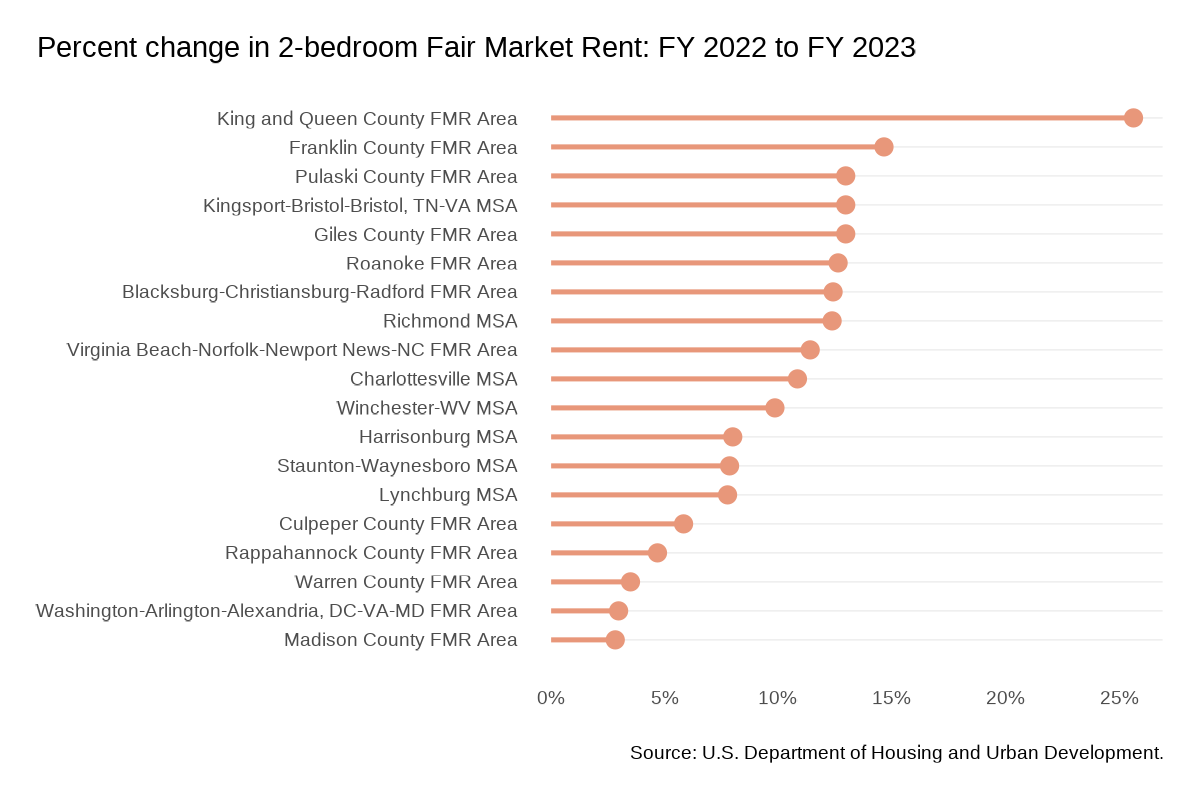 Percent change in 2-bedroom Fair Market Rent: FY 2022 to FY 2023
King and Queen County FMR Area
Franklin County FMR Area
Pulaski County FMR Area
Kingsport-Bristol-Bristol, TN-VA MSA
Giles County FMR Area
Roanoke FMR Area
Blacksburg-Christiansburg-Radford FMR Area
Richmond MSA
Virginia Beach-Norfolk-Newport News-NC FMR Area
Charlottesville MSA
Winchester-WV MSA
Harrisonburg MSA
Staunton-Waynesboro MSA
Lynchburg MSA
Culpeper County FMR Area
Rappahannock County FMR Area
Warren County FMR Area
Washington-Arlington-Alexandria, DC-VA-MD FMR Area
Madison County FMR Area
0% 5% 10% 15% 20% 25%
Source: U.S. Department of Housing and Urban Development.